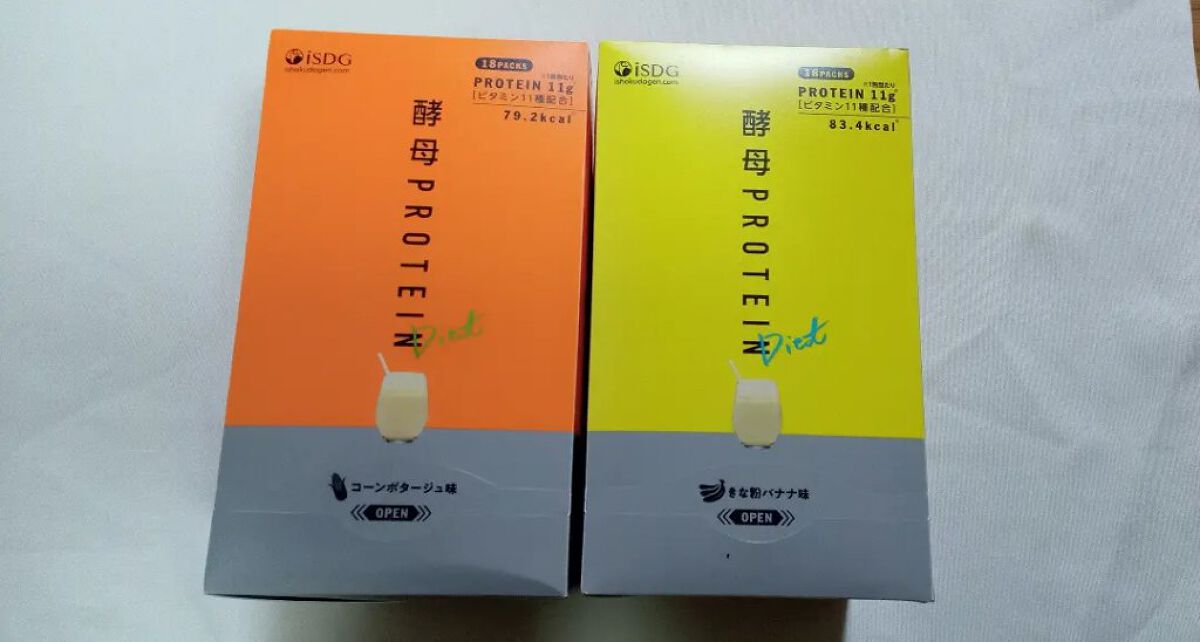 iSDG
ishokudogen.com
18PACKS
※1包当たり
PROTEIN 11g
[ビタミン11種配合]
79.2kcal※
酵母PROTEIN
Diet
コーンポタージュ味
OPEN
iSDG
ishokudogen.com
18PACKS
※1包当たり
PROTEIN 11g
[ビタミン11種配合]
83.4kcal※
酵母PROTEIN
Diet
きな粉バナナ味
OPEN